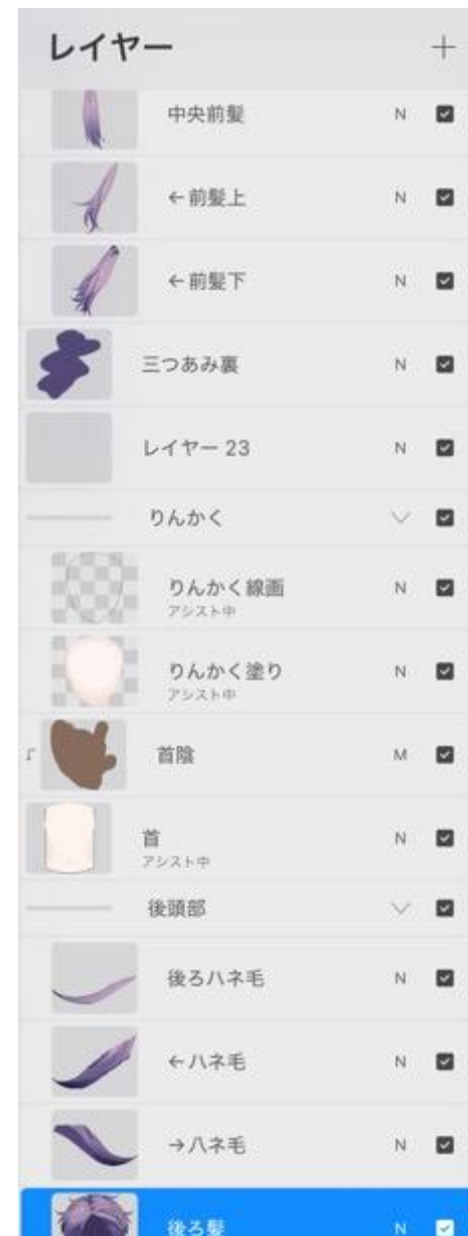 レイヤー
中央前髪 N
←前髪上 N
←前髪下 N
三つあみ裏 N
レイヤー 23 N
りんかく
りんかく線画 N
アシスト中
りんかく塗り N
アシスト中
首陰 M
首 N
アシスト中
後頭部
後ろハネ毛 N
←ハネ毛 N
→ハネ毛 N
後ろ髪 N